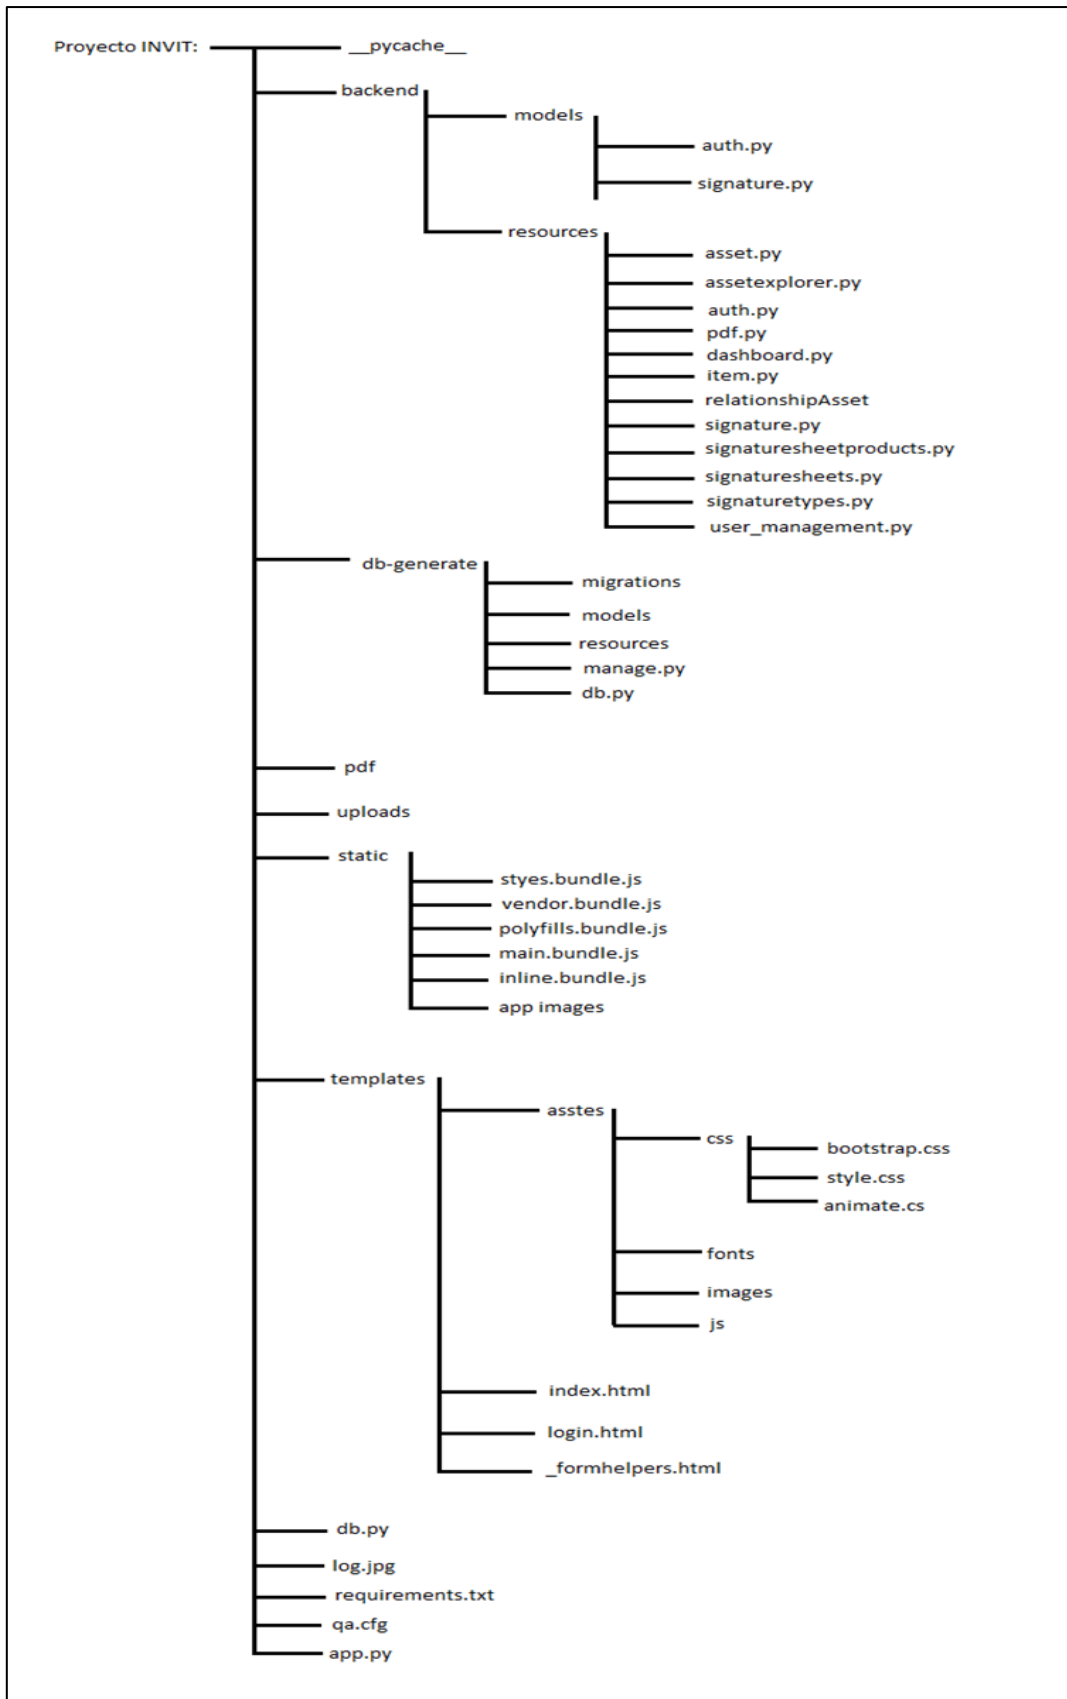 Proyecto INVIT:
__pycache__
backend
models
auth.py
signature.py
resources
asset.py
assetexplorer.py
auth.py
pdf.py
dashboard.py
item.py
relationshipAsset
signature.py
signaturesheetproducts.py
signaturesheets.py
signaturetypes.py
user_management.py
db-generate
migrations
models
resources
manage.py
db.py
pdf
uploads
static
styes.bundle.js
vendor.bundle.js
polyfills.bundle.js
main.bundle.js
inline.bundle.js
app images
templates
asstes
css
bootstrap.css
style.css
animate.cs
fonts
images
js
index.html
login.html
_formhelpers.html
db.py
log.jpg
requirements.txt
qa.cfg
app.py